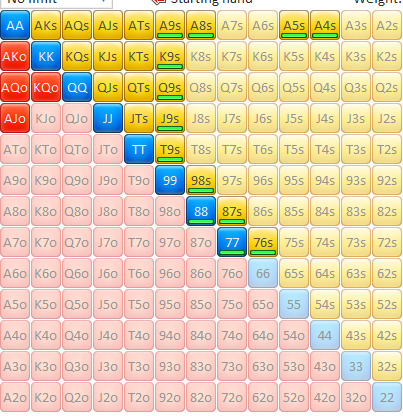 No limit Starting hand Weight:
AA AKs AQs AJs ATs A9s A8s A7s A6s A5s A4s A3s A2s
AKo KK KQs KJs KTs K9s K8s K7s K6s K5s K4s K3s K2s
AQo KQo QQ QJs QTs Q9s Q8s Q7s Q6s Q5s Q4s Q3s Q2s
AJo KJo QJo JJ JTs J9s J8s J7s J6s J5s J4s J3s J2s
ATo KTo QTo JTo TT T9s T8s T7s T6s T5s T4s T3s T2s
A9o K9o Q9o J9o T9o 99 98s 97s 96s 95s 94s 93s 92s
A8o K8o Q8o J8o T8o 98o 88 87s 86s 85s 84s 83s 82s
A7o K7o Q7o J7o T7o 97o 87o 77 76s 75s 74s 73s 72s
A6o K6o Q6o J6o T6o 96o 86o 76o 66 65s 64s 63s 62s
A5o K5o Q5o J5o T5o 95o 85o 75o 65o 55 54s 53s 52s
A4o K4o Q4o J4o T4o 94o 84o 74o 64o 54o 44 43s 42s
A3o K3o Q3o J3o T3o 93o 83o 73o 63o 53o 43o 33 32s
A2o K2o Q2o J2o T2o 92o 82o 72o 62o 52o 42o 32o 22